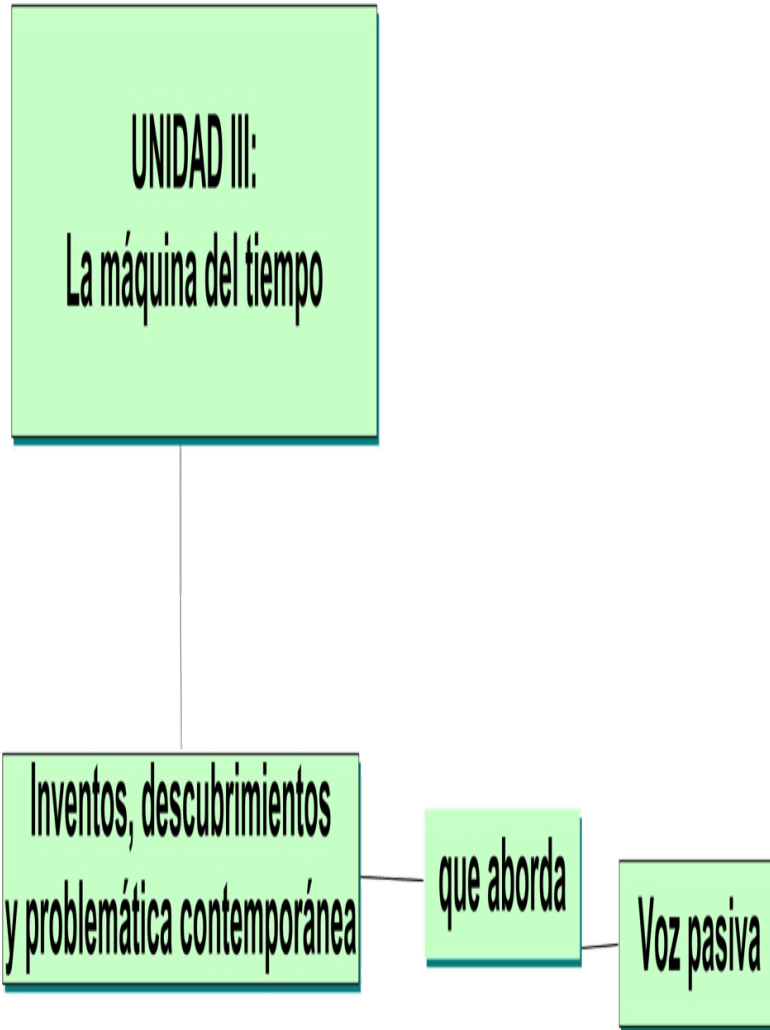 UNIDAD III:
La máquina del tiempo
Inventos, descubrimientos
y problemática contemporánea
que aborda
Voz pasiva